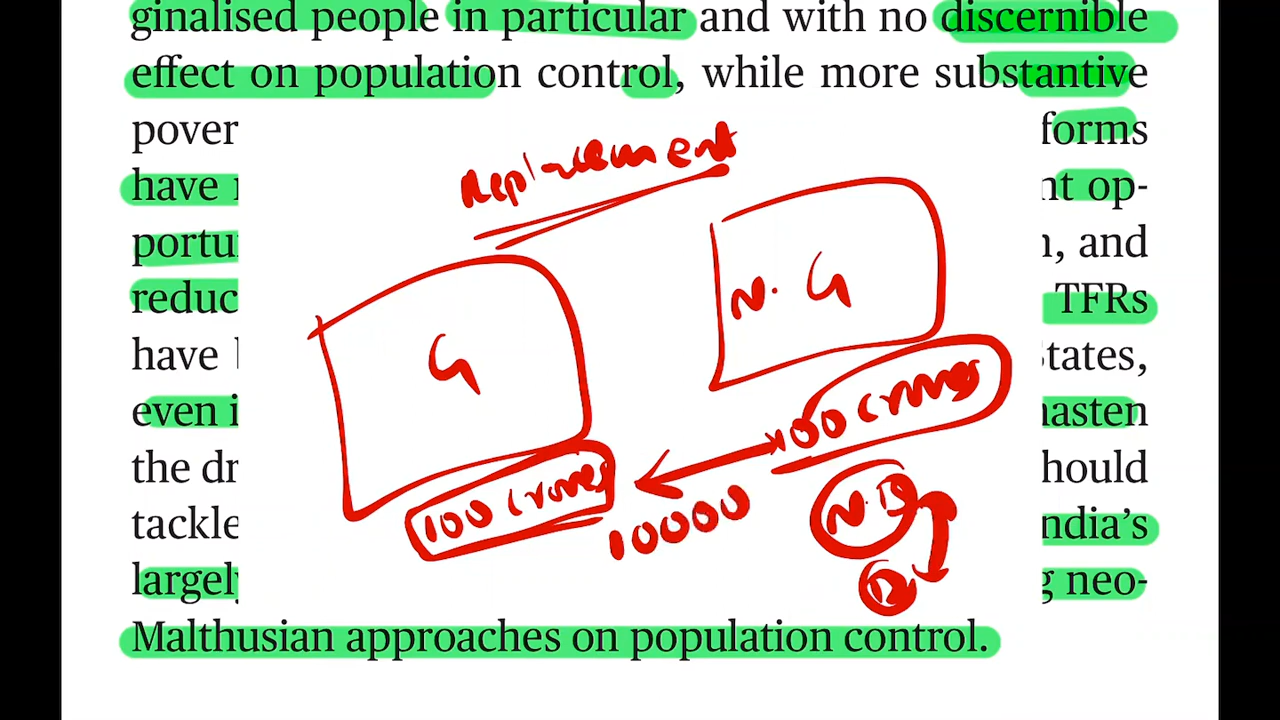 ginalised people in particular and with no discernible
effect on population control, while more substantive
pover forms
have nt op-
portu , and
reduc TFRs
have States,
even i hasten
the dr hould
tackle ndia's
largely g neo-
Malthusian approaches on population control.
Replacement
G
N. G
100 crores
100 crores
10000
N.D
D